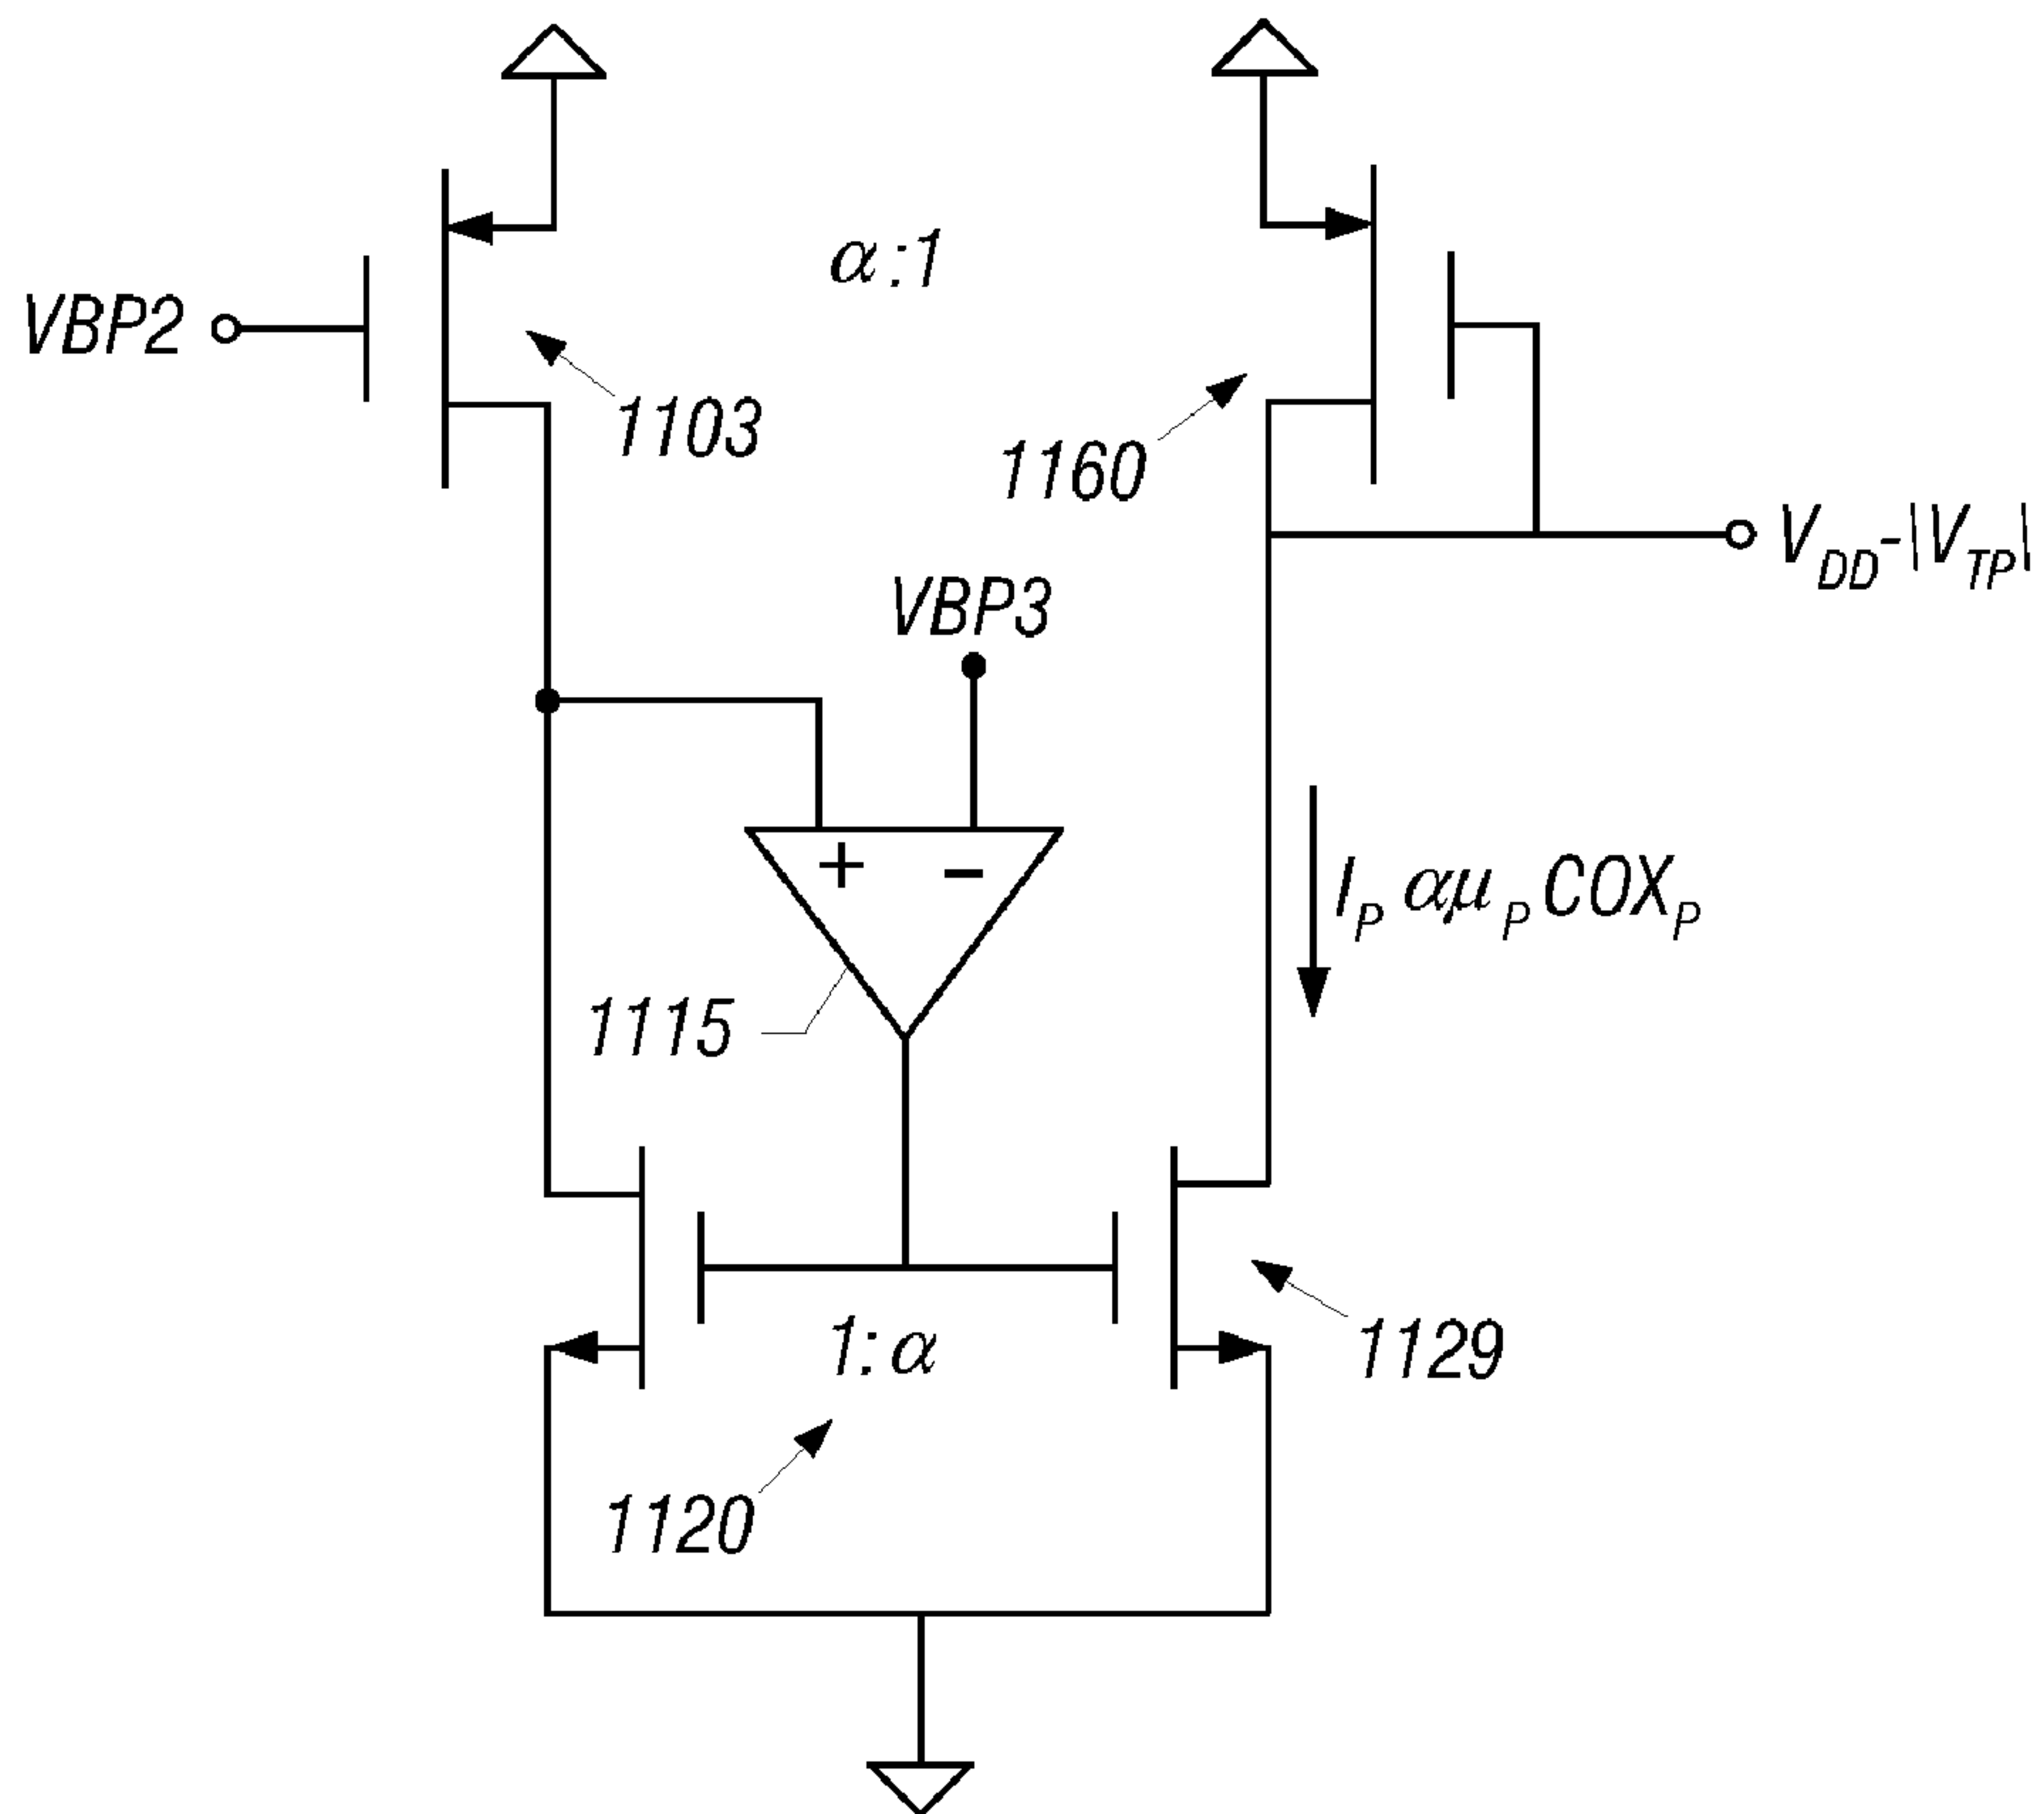 α:1
VBP2
1103
1160
V_DD-|V_TP|
VBP3
+ -
I_P αμ_P COX_P
1115
1:α
1129
1120